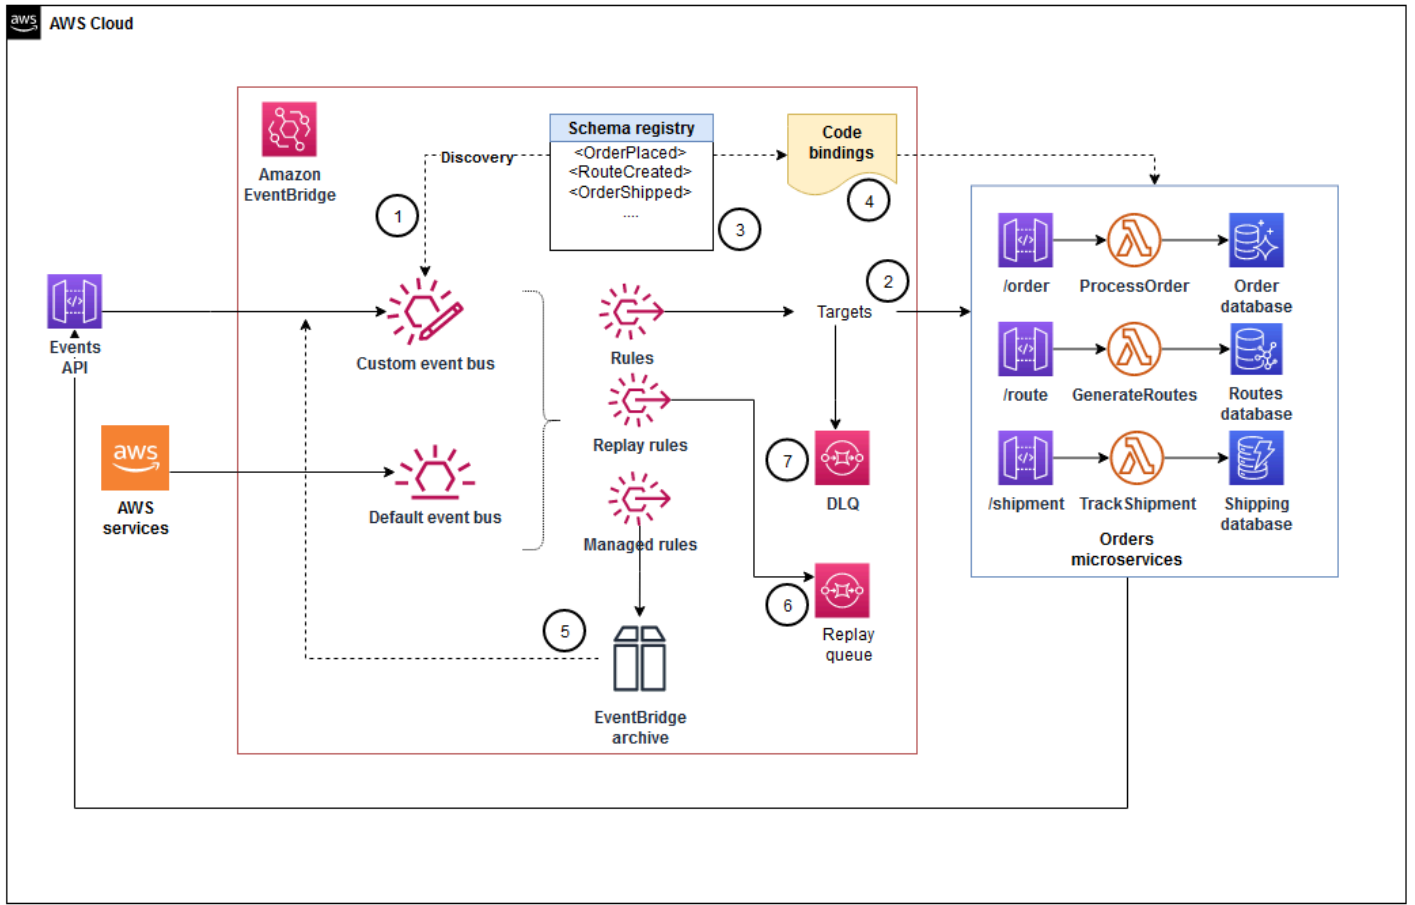 aws
AWS Cloud
Amazon
EventBridge
Discovery
Schema registry
<OrderPlaced>
<RouteCreated>
<OrderShipped>
....
Code
bindings
1
3
4
2
Events
API
Custom event bus
Rules
Targets
/order
ProcessOrder
Order
database
/route
GenerateRoutes
Routes
database
/shipment
TrackShipment
Shipping
database
Orders
microservices
aws
AWS
services
Default event bus
Replay rules
Managed rules
7
DLQ
6
Replay
queue
5
EventBridge
archive